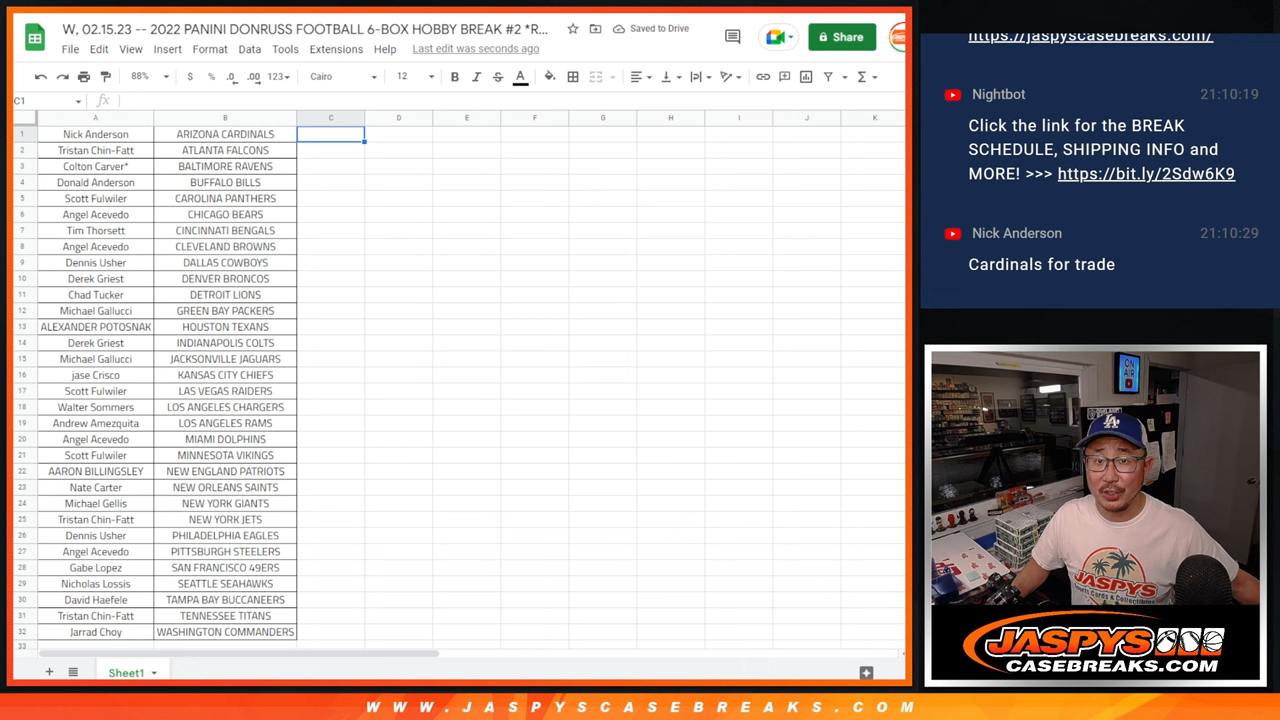 W, 02.15.23 -- 2022 PANINI DONRUSS FOOTBALL 6-BOX HOBBY BREAK #2 *R...
Saved to Drive
File Edit View Insert Format Data Tools Extensions Help Last edit was seconds ago
Share
88% $ % .0 .00 123 Cairo 12 B I S A
C1 fx
A B C D E F G H I J K
1 Nick Anderson ARIZONA CARDINALS
2 Tristan Chin-Fatt ATLANTA FALCONS
3 Colton Carver* BALTIMORE RAVENS
4 Donald Anderson BUFFALO BILLS
5 Scott Fulwiler CAROLINA PANTHERS
6 Angel Acevedo CHICAGO BEARS
7 Tim Thorsett CINCINNATI BENGALS
8 Angel Acevedo CLEVELAND BROWNS
9 Dennis Usher DALLAS COWBOYS
10 Derek Griest DENVER BRONCOS
11 Chad Tucker DETROIT LIONS
12 Michael Gallucci GREEN BAY PACKERS
13 ALEXANDER POTOSNAK HOUSTON TEXANS
14 Derek Griest INDIANAPOLIS COLTS
15 Michael Gallucci JACKSONVILLE JAGUARS
16 jase Crisco KANSAS CITY CHIEFS
17 Scott Fulwiler LAS VEGAS RAIDERS
18 Walter Sommers LOS ANGELES CHARGERS
19 Andrew Amezquita LOS ANGELES RAMS
20 Angel Acevedo MIAMI DOLPHINS
21 Scott Fulwiler MINNESOTA VIKINGS
22 AARON BILLINGSLEY NEW ENGLAND PATRIOTS
23 Nate Carter NEW ORLEANS SAINTS
24 Michael Gellis NEW YORK GIANTS
25 Tristan Chin-Fatt NEW YORK JETS
26 Dennis Usher PHILADELPHIA EAGLES
27 Angel Acevedo PITTSBURGH STEELERS
28 Gabe Lopez SAN FRANCISCO 49ERS
29 Nicholas Lossis SEATTLE SEAHAWKS
30 David Haefele TAMPA BAY BUCCANEERS
31 Tristan Chin-Fatt TENNESSEE TITANS
32 Jarrad Choy WASHINGTON COMMANDERS
33
Sheet1
https://jaspyscasebreaks.com/
Nightbot 21:10:19
Click the link for the BREAK
SCHEDULE, SHIPPING INFO and
MORE! >>> https://bit.ly/2Sdw6K9
Nick Anderson 21:10:29
Cardinals for trade
ON
AIR
LA
JASPYS
JASPYS
CASEBREAKS.COM
WWW.JASPYSCASEBREAKS.COM